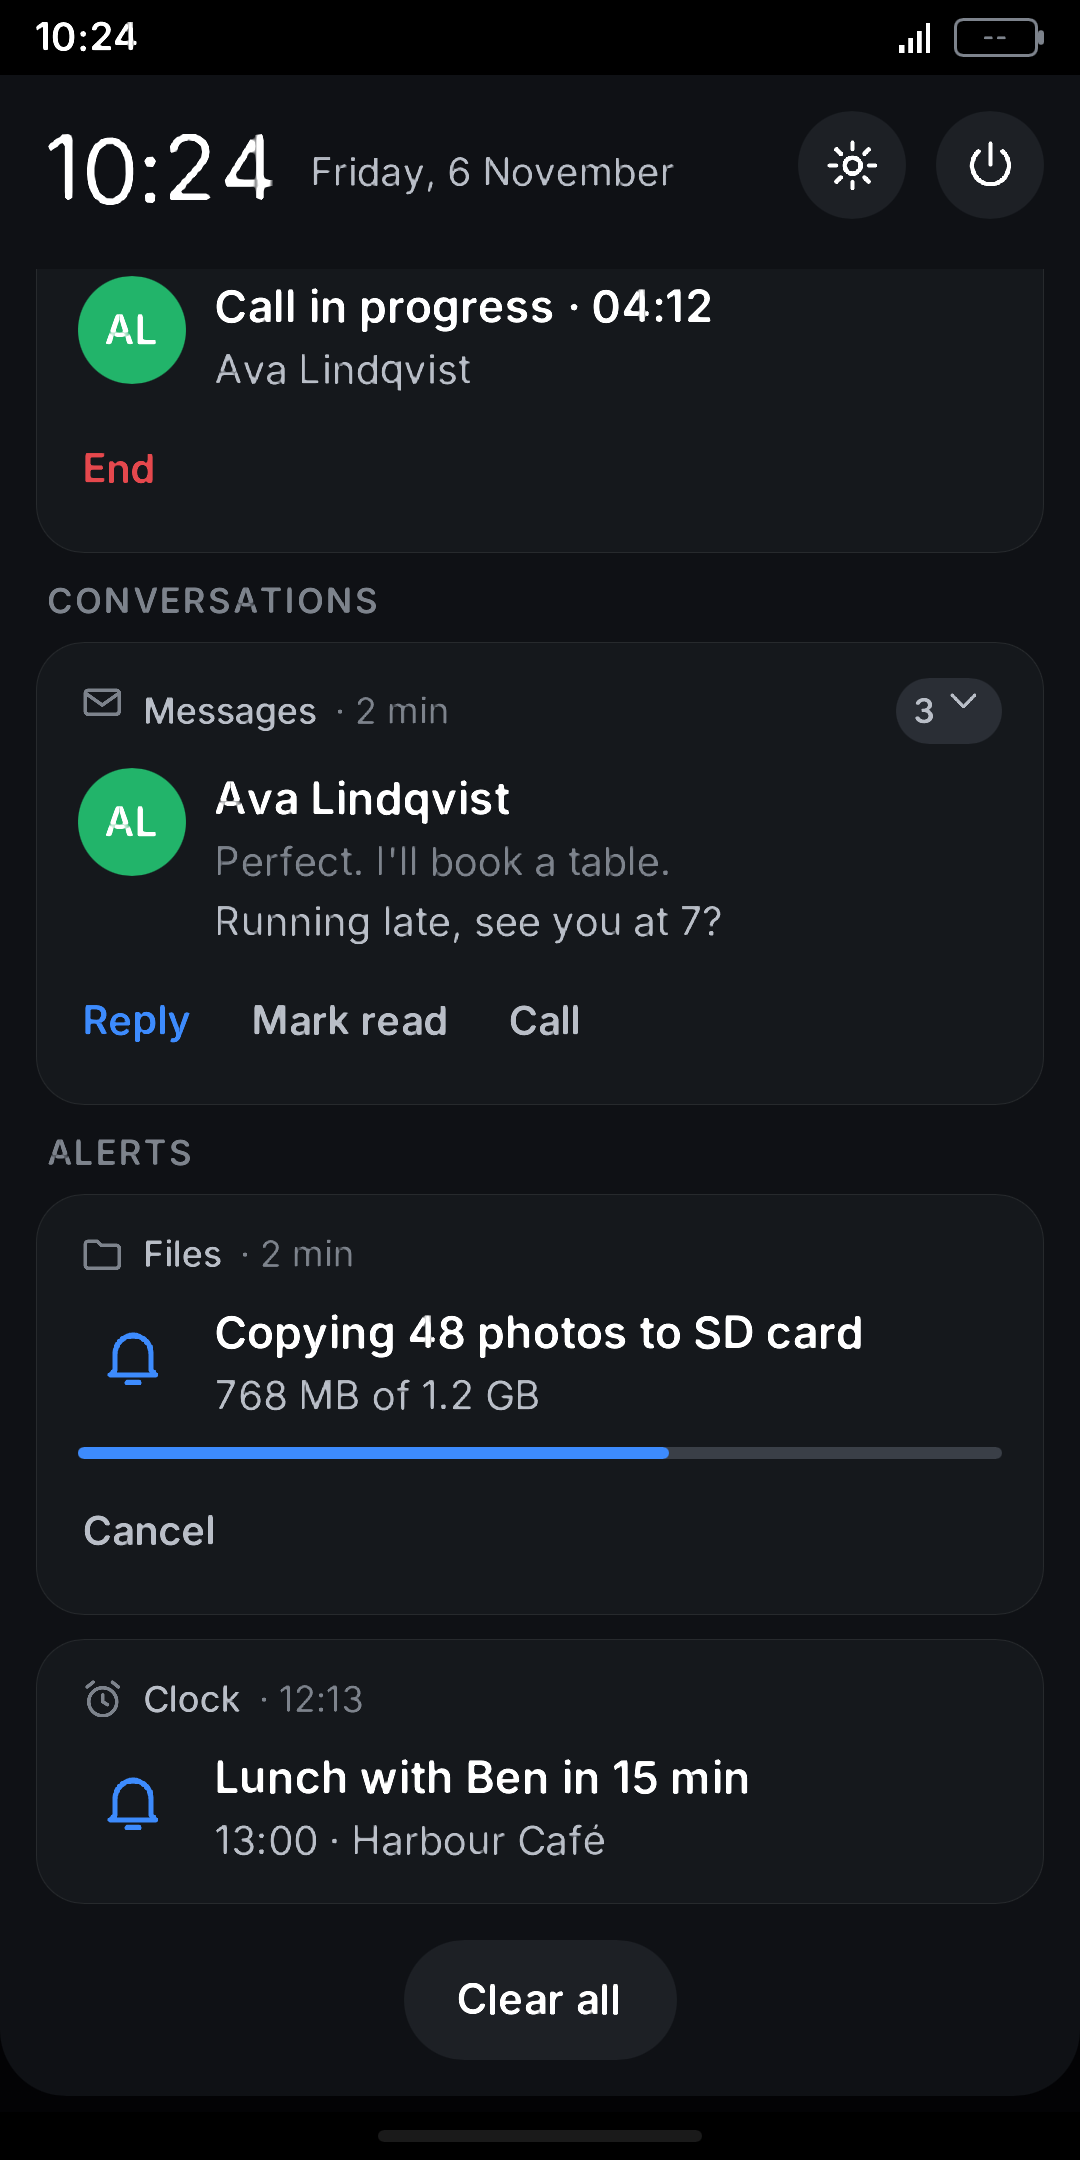 10:24
--
10:24 Friday, 6 November
AL
Call in progress · 04:12
Ava Lindqvist
End
CONVERSATIONS
Messages · 2 min
3
AL
Ava Lindqvist
Perfect. I'll book a table.
Running late, see you at 7?
Reply Mark read Call
ALERTS
Files · 2 min
Copying 48 photos to SD card
768 MB of 1.2 GB
Cancel
Clock · 12:13
Lunch with Ben in 15 min
13:00 · Harbour Café
Clear all